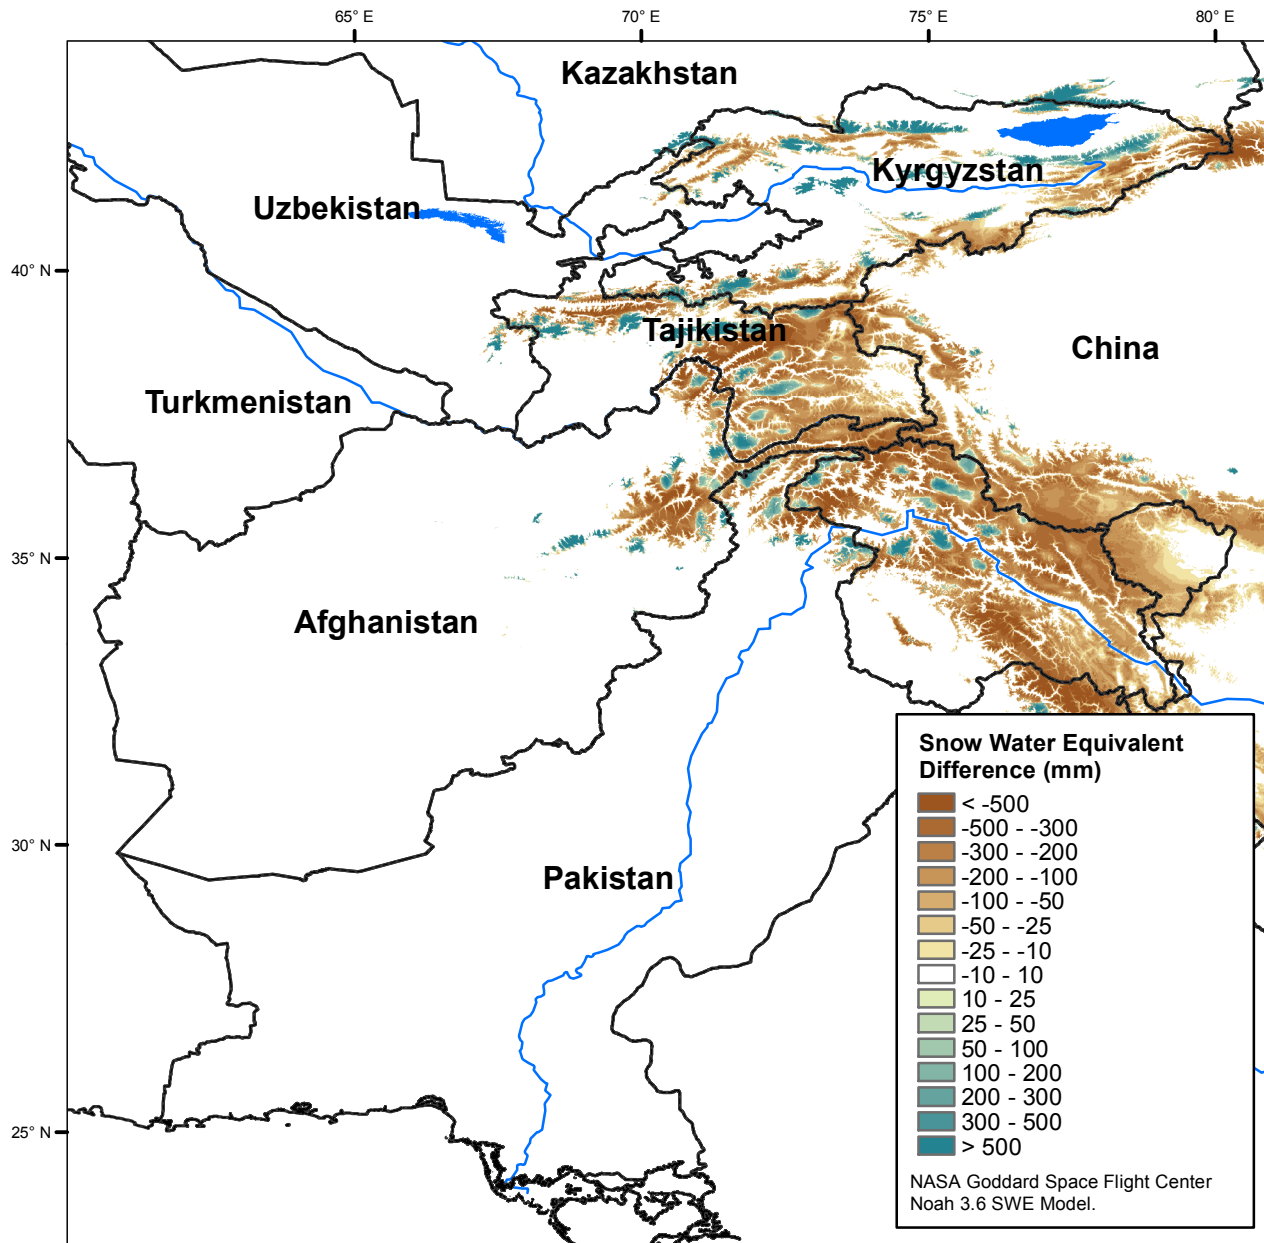 65° E
70° E
75° E
80° E
Kazakhstan
Kyrgyzstan
Uzbekistan
40° N
Tajikistan
China
Turkmenistan
35° N
Afghanistan
Snow Water Equivalent
Difference (mm)
< -500
-500 - -300
-300 - -200
-200 - -100
-100 - -50
-50 - -25
-25 - -10
-10 - 10
10 - 25
25 - 50
50 - 100
100 - 200
200 - 300
300 - 500
> 500
NASA Goddard Space Flight Center
Noah 3.6 SWE Model.
30° N
Pakistan
25° N